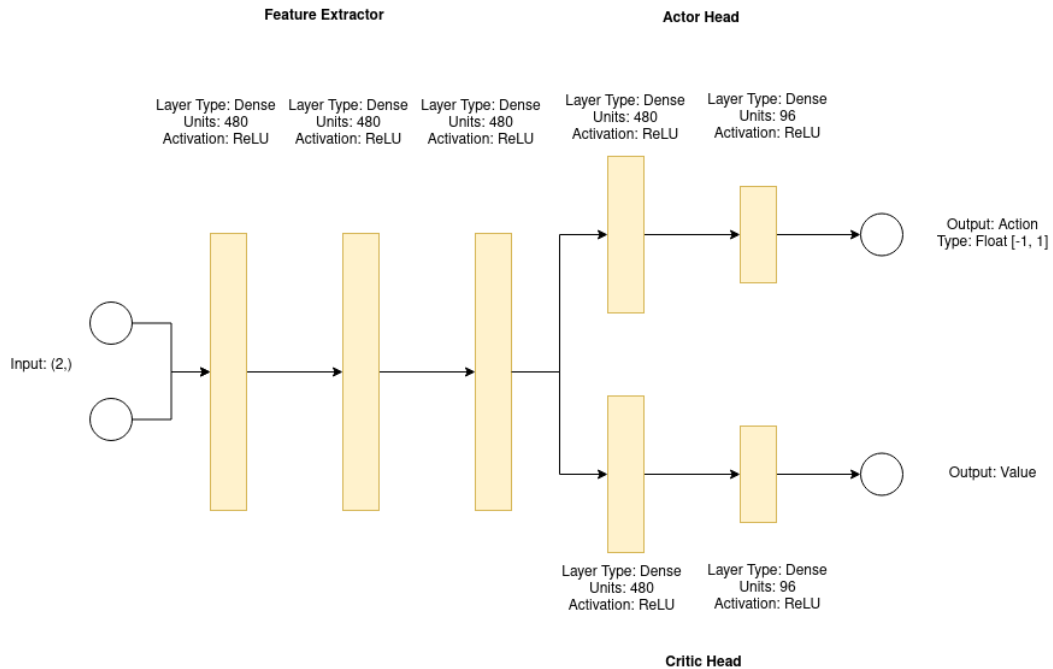 Feature Extractor
Actor Head
Layer Type: Dense
Units: 480
Activation: ReLU
Layer Type: Dense
Units: 480
Activation: ReLU
Layer Type: Dense
Units: 480
Activation: ReLU
Layer Type: Dense
Units: 480
Activation: ReLU
Layer Type: Dense
Units: 96
Activation: ReLU
Output: Action
Type: Float [-1, 1]
Input: (2,)
Output: Value
Layer Type: Dense
Units: 480
Activation: ReLU
Layer Type: Dense
Units: 96
Activation: ReLU
Critic Head